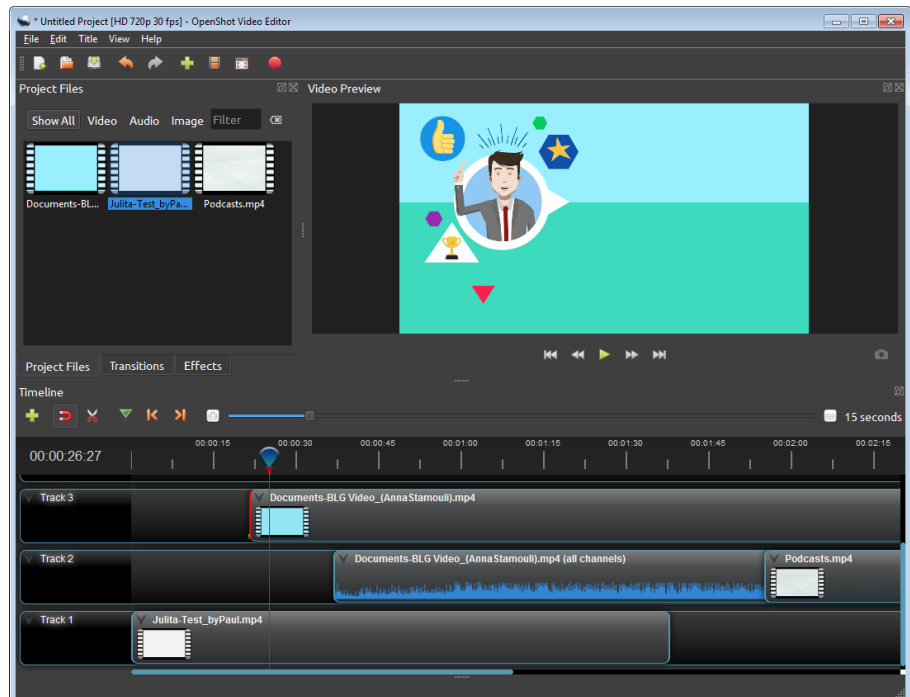 * Untitled Project [HD 720p 30 fps] - OpenShot Video Editor
File Edit Title View Help
Project Files
Video Preview
Show All Video Audio Image Filter
Documents-BL... Julita-Test_byPa... Podcasts.mp4
Project Files Transitions Effects
Timeline
15 seconds
00:00:26:27
00:00:15 00:00:30 00:00:45 00:01:00 00:01:15 00:01:30 00:01:45 00:02:00 00:02:15
Track 3
Documents-BLG Video_(AnnaStamouli).mp4
Track 2
Documents-BLG Video_(AnnaStamouli).mp4 (all channels)
Podcasts.mp4
Track 1
Julita-Test_byPaul.mp4